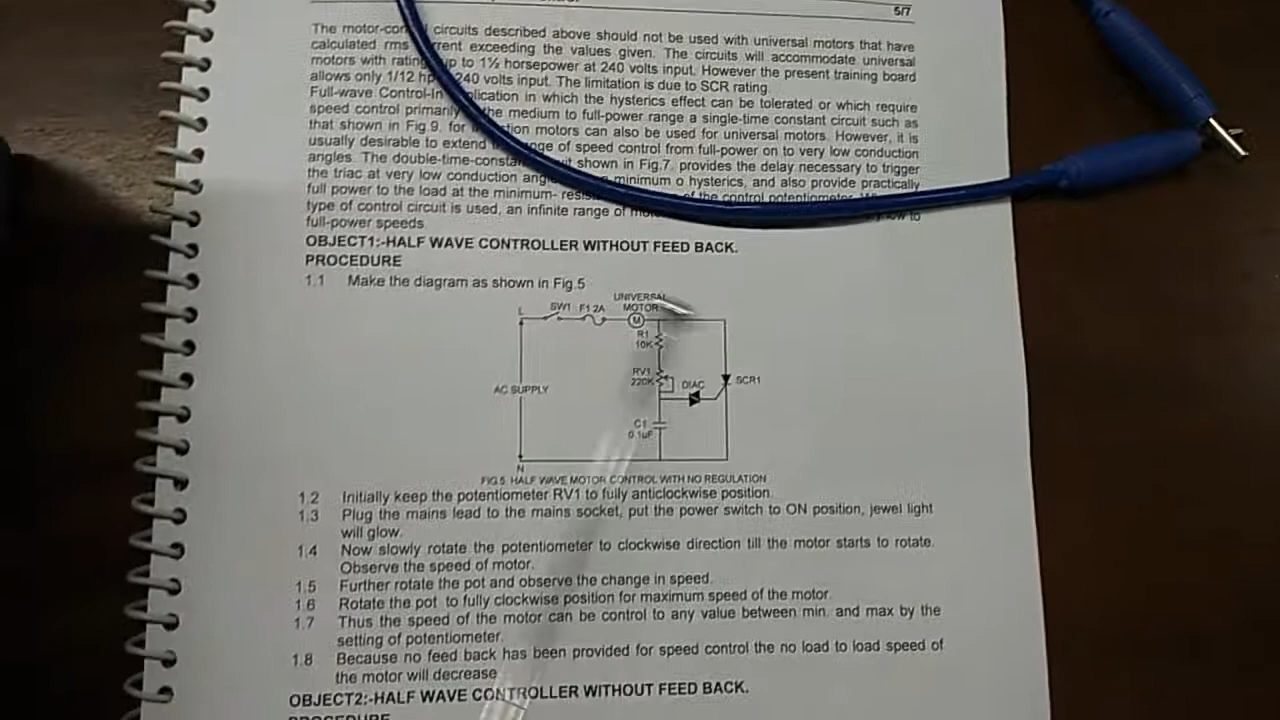 5/7
The motor-con circuits described above should not be used with universal motors that have
calculated rms exceeding the values given. The circuits will accommodate universal
motors with rating up to 1½ horsepower at 240 volts input. However the present training board
allows only 1/12 hp 240 volts input. The limitation is due to SCR rating.
Full-wave Control-In plication in which the hysterics effect can be tolerated or which require
speed control primarily the medium to full-power range a single-time constant circuit such as
that shown in Fig.9. for tion motors can also be used for universal motors. However, it is
usually desirable to extend nge of speed control from full-power on to very low conduction
angles. The double-time-constan shown in Fig.7. provides the delay necessary to trigger
the triac at very low conduction angl minimum o hysterics, and also provide practically
full power to the load at the minimum- resis of the control potentiometer.
type of control circuit is used, an infinite range of low to
full-power speeds
OBJECT1:-HALF WAVE CONTROLLER WITHOUT FEED BACK.
PROCEDURE
1.1 Make the diagram as shown in Fig.5
UNIVERSAL
L SW1 F1 2A MOTOR
M
R1
10K
RV1
220K DIAC SCR1
AC SUPPLY
C1
0.1uF
N
FIG.5. HALF WAVE MOTOR CONTROL WITH NO REGULATION
1.2 Initially keep the potentiometer RV1 to fully anticlockwise position
1.3 Plug the mains lead to the mains socket, put the power switch to ON position, jewel light
will glow.
1.4 Now slowly rotate the potentiometer to clockwise direction till the motor starts to rotate.
Observe the speed of motor.
1.5 Further rotate the pot and observe the change in speed.
1.6 Rotate the pot to fully clockwise position for maximum speed of the motor.
1.7 Thus the speed of the motor can be control to any value between min. and max by the
setting of potentiometer.
1.8 Because no feed back has been provided for speed control the no load to load speed of
the motor will decrease
OBJECT2:-HALF WAVE CONTROLLER WITHOUT FEED BACK.
PROCEDURE